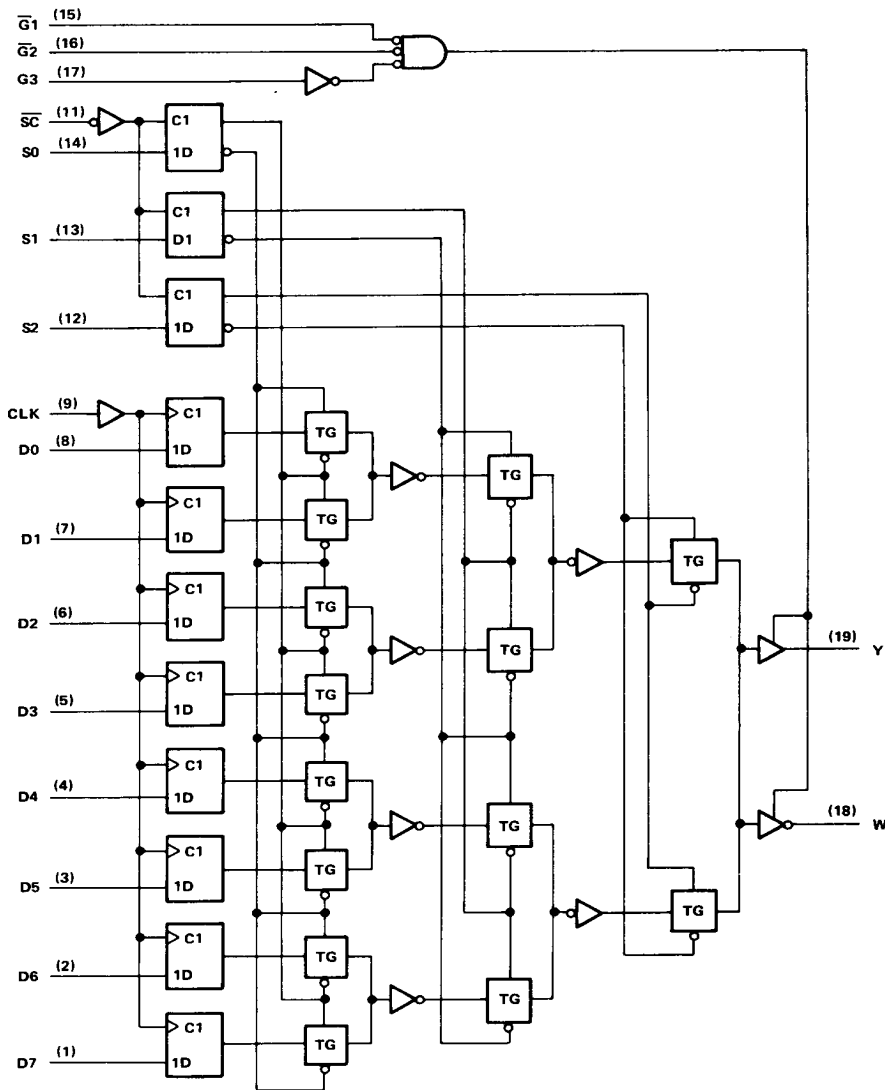 G̅1̅ (15)
G̅2̅ (16)
G3 (17)
S̅C̅ (11)
C1
S0 (14)
1D
C1
S1 (13)
D1
C1
S2 (12)
1D
CLK (9)
C1
TG
D0 (8)
1D
TG
C1
TG
D1 (7)
1D
C1
TG
TG
D2 (6)
1D
Y (19)
TG
C1
TG
D3 (5)
1D
C1
TG
D4 (4)
1D
TG
W (18)
C1
TG
D5 (3)
1D
TG
C1
TG
D6 (2)
1D
TG
C1
TG
D7 (1)
1D